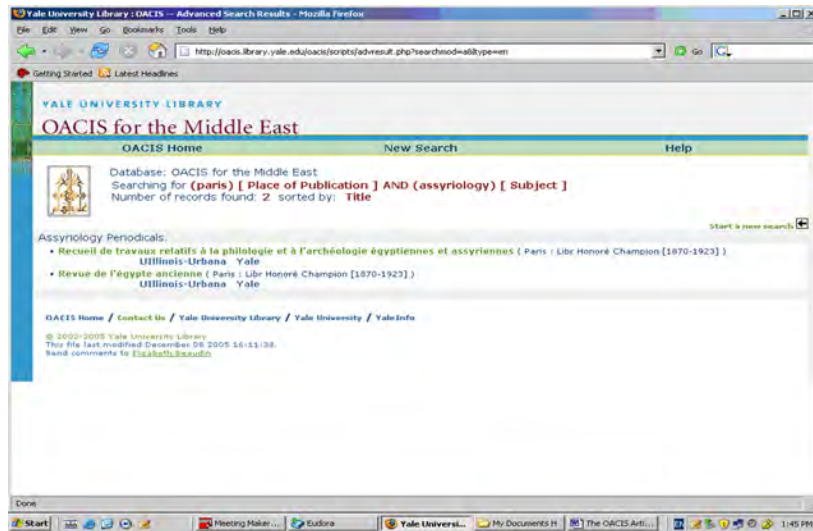 Yale University Library : OACIS -- Advanced Search Results - Mozilla Firefox
File Edit View Go Bookmarks Tools Help
http://oacis.library.yale.edu/oacis/scripts/advresult.php?searchmod=a&type=en Go
Getting Started Latest Headlines
YALE UNIVERSITY LIBRARY
OACIS for the Middle East
OACIS Home New Search Help
Database: OACIS for the Middle East
Searching for (paris) [ Place of Publication ] AND (assyriology) [ Subject ]
Number of records found: 2 sorted by: Title
Start a new search
Assyriology Periodicals.
• Recueil de travaux relatifs à la philologie et à l'archéologie égyptiennes et assyriennes ( Paris : Libr Honoré Champion [1870-1923] )
UIllinois-Urbana Yale
• Revue de l'égypte ancienne ( Paris : Libr Honoré Champion [1870-1923] )
UIllinois-Urbana Yale
OACIS Home / Contact Us / Yale University Library / Yale University / YaleInfo
© 2002-2005 Yale University Library
This file last modified December 08 2005 16:11:38.
Send comments to Elizabeth Beaudin
Done
Start Meeting Maker... Eudora Yale Universi... My Documents H The OACIS Arti... 1:45 PM